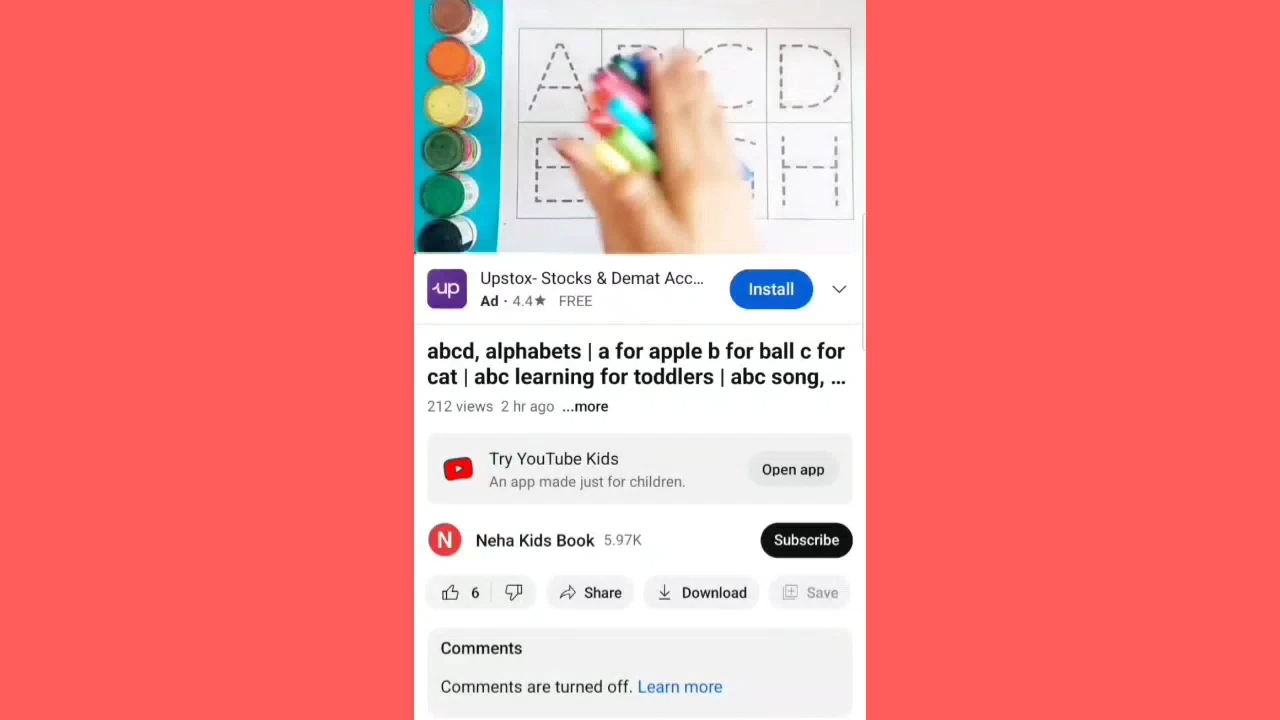 A B C D
E H
up
Upstox- Stocks & Demat Acc...
Ad · 4.4★ FREE
Install
abcd, alphabets | a for apple b for ball c for
cat | abc learning for toddlers | abc song, ...
212 views 2 hr ago ...more
Try YouTube Kids
An app made just for children.
Open app
N
Neha Kids Book 5.97K
Subscribe
6
Share
Download
Save
Comments
Comments are turned off. Learn more